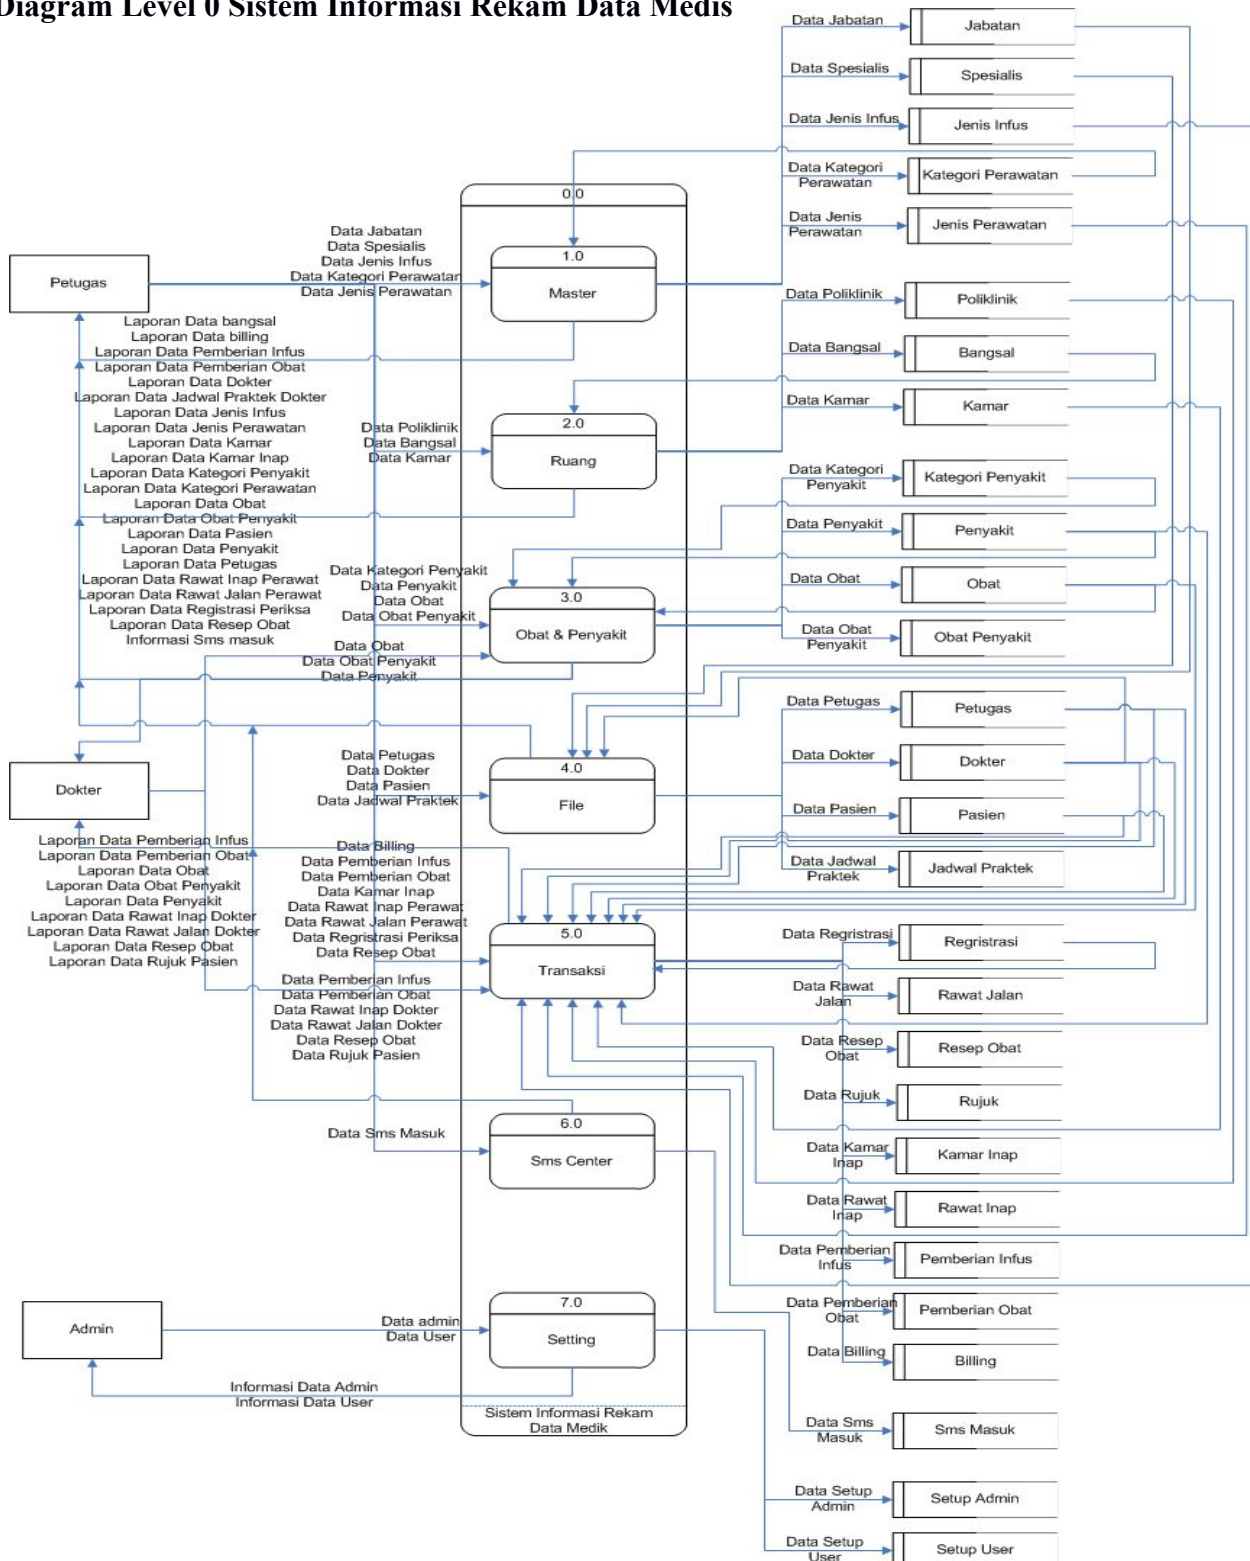 Diagram Level 0 Sistem Informasi Rekam Data Medis
Data Jabatan
Jabatan
Data Spesialis
Spesialis
Data Jenis Infus
Jenis Infus
Data Kategori
Perawatan
Kategori Perawatan
Data Jenis
Perawatan
Jenis Perawatan
0.0
Petugas
Data Jabatan
Data Spesialis
Data Jenis Infus
Data Kategori Perawatan
Data Jenis Perawatan
1.0
Master
Data Poliklinik
Poliklinik
Data Bangsal
Bangsal
Data Kamar
Kamar
Laporan Data bangsal
Laporan Data billing
Laporan Data Pemberian Infus
Laporan Data Pemberian Obat
Laporan Data Dokter
Laporan Data Jadwal Praktek Dokter
Laporan Data Jenis Infus
Laporan Data Jenis Perawatan
Laporan Data Kamar
Laporan Data Kamar Inap
Laporan Data Kategori Penyakit
Laporan Data Kategori Perawatan
Laporan Data Obat
Laporan Data Obat Penyakit
Laporan Data Pasien
Laporan Data Penyakit
Laporan Data Petugas
Laporan Data Rawat Inap Perawat
Laporan Data Rawat Jalan Perawat
Laporan Data Registrasi Periksa
Laporan Data Resep Obat
Informasi Sms masuk
Data Poliklinik
Data Bangsal
Data Kamar
2.0
Ruang
Data Kategori
Penyakit
Kategori Penyakit
Data Penyakit
Penyakit
Data Obat
Obat
Data Obat
Penyakit
Obat Penyakit
Data Kategori Penyakit
Data Penyakit
Data Obat
Data Obat Penyakit
3.0
Obat & Penyakit
Data Obat
Data Obat Penyakit
Data Penyakit
Data Petugas
Petugas
Data Dokter
Dokter
Data Pasien
Pasien
Data Jadwal
Praktek
Jadwal Praktek
Dokter
Data Petugas
Data Dokter
Data Pasien
Data Jadwal Praktek
4.0
File
Laporan Data Pemberian Infus
Laporan Data Pemberian Obat
Laporan Data Obat
Laporan Data Obat Penyakit
Laporan Data Penyakit
Laporan Data Rawat Inap Dokter
Laporan Data Rawat Jalan Dokter
Laporan Data Resep Obat
Laporan Data Rujuk Pasien
Data Billing
Data Pemberian Infus
Data Pemberian Obat
Data Kamar Inap
Data Rawat Inap Perawat
Data Rawat Jalan Perawat
Data Regristrasi Periksa
Data Resep Obat
5.0
Transaksi
Data Pemberian Infus
Data Pemberian Obat
Data Rawat Inap Dokter
Data Rawat Jalan Dokter
Data Resep Obat
Data Rujuk Pasien
Data Regristrasi
Regristrasi
Data Rawat
Jalan
Rawat Jalan
Data Resep
Obat
Resep Obat
Data Rujuk
Rujuk
Data Kamar
Inap
Kamar Inap
Data Rawat
Inap
Rawat Inap
Data Pemberian
Infus
Pemberian Infus
Data Pemberian
Obat
Pemberian Obat
Data Billing
Billing
Data Sms Masuk
6.0
Sms Center
Admin
Data admin
Data User
7.0
Setting
Informasi Data Admin
Informasi Data User
Sistem Informasi Rekam
Data Medik
Data Sms
Masuk
Sms Masuk
Data Setup
Admin
Setup Admin
Data Setup
User
Setup User